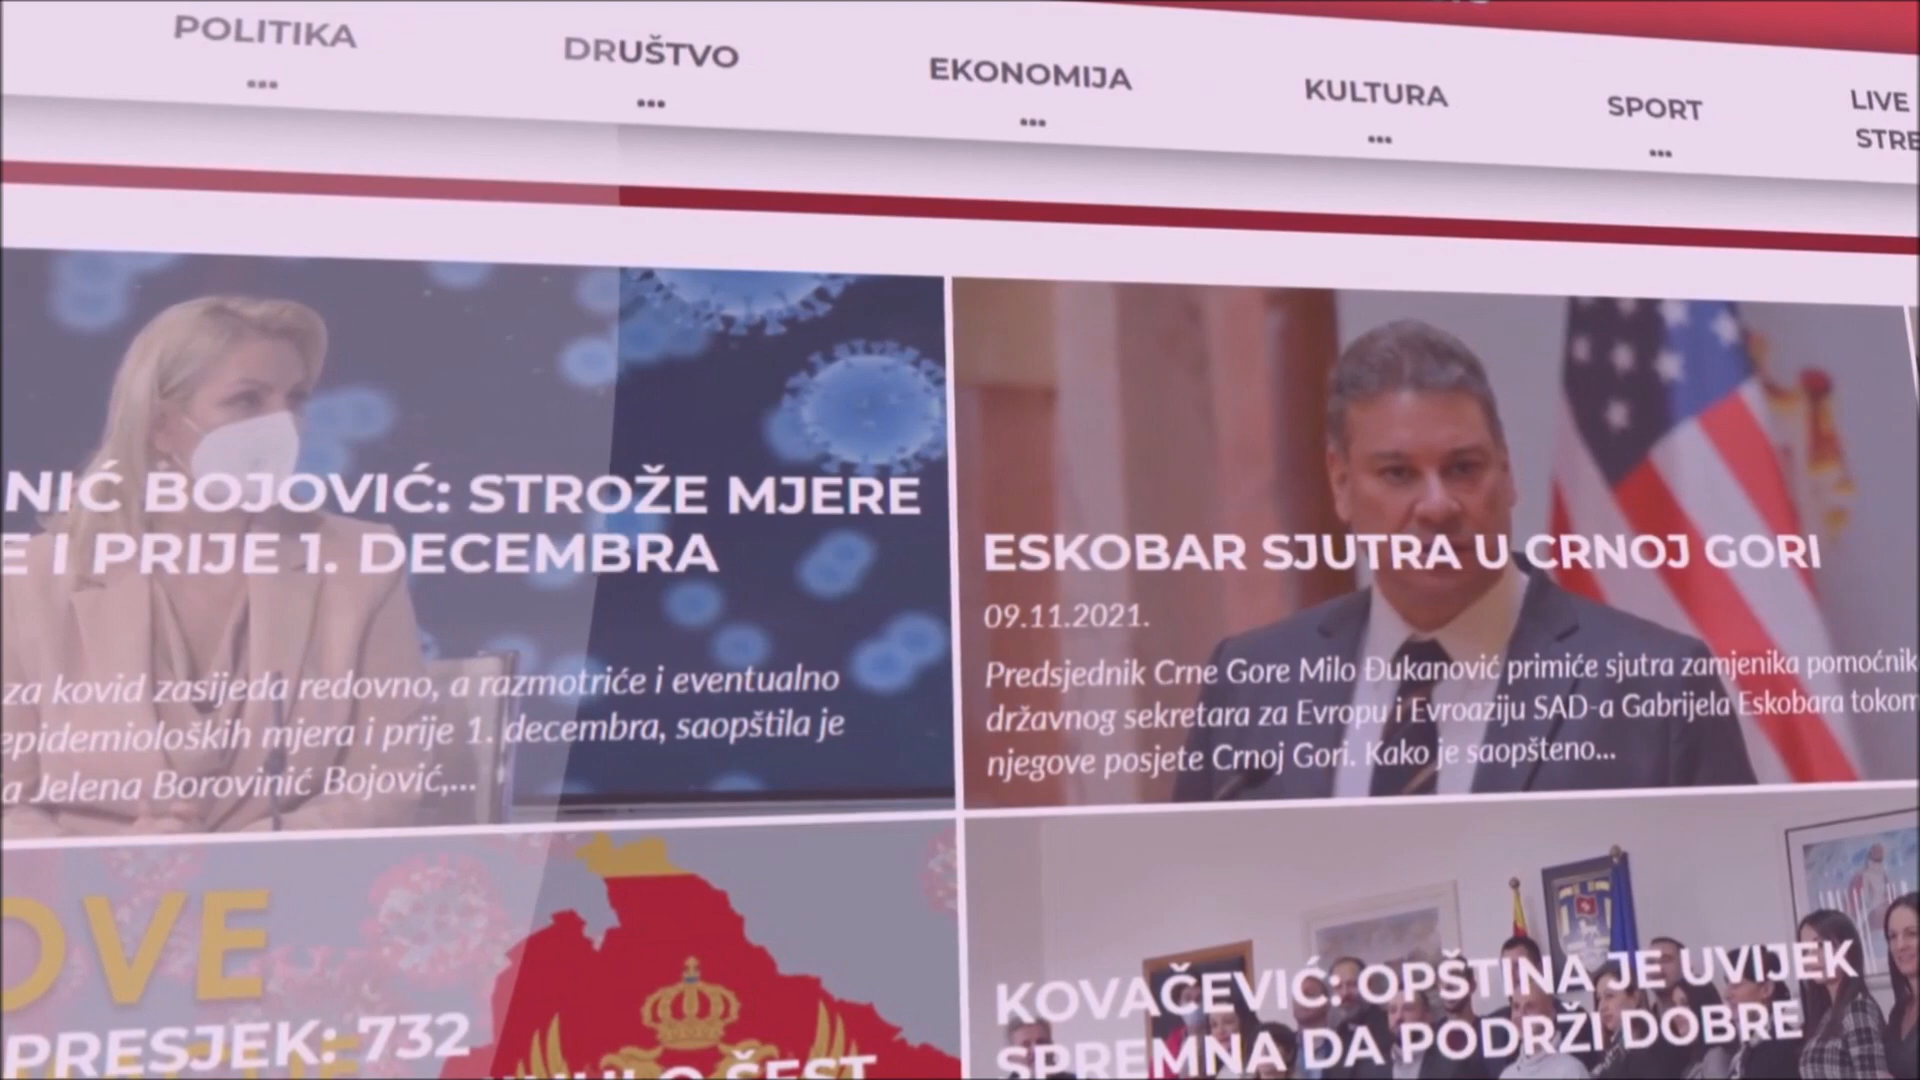 POLITIKA
DRUŠTVO
EKONOMIJA
KULTURA
SPORT
LIVE
NIĆ BOJOVIĆ: STROŽE MJERE
E I PRIJE 1. DECEMBRA
za kovid zasijeda redovno, a razmotriće i eventualno
epidemioloških mjera i prije 1. decembra, saopštila je
a Jelena Borovinić Bojović,...
ESKOBAR SJUTRA U CRNOJ GORI
09.11.2021.
Predsjednik Crne Gore Milo Đukanović primiće sjutra zamjenika pomoćnik
državnog sekretara za Evropu i Evroaziju SAD-a Gabrijela Eskobara tokom
njegove posjete Crnoj Gori. Kako je saopšteno...
OVE
PRESJEK: 732
ŠEST
KOVAČEVIĆ: OPŠTINA JE UVIJEK
SPREMNA DA PODRŽI DOBRE